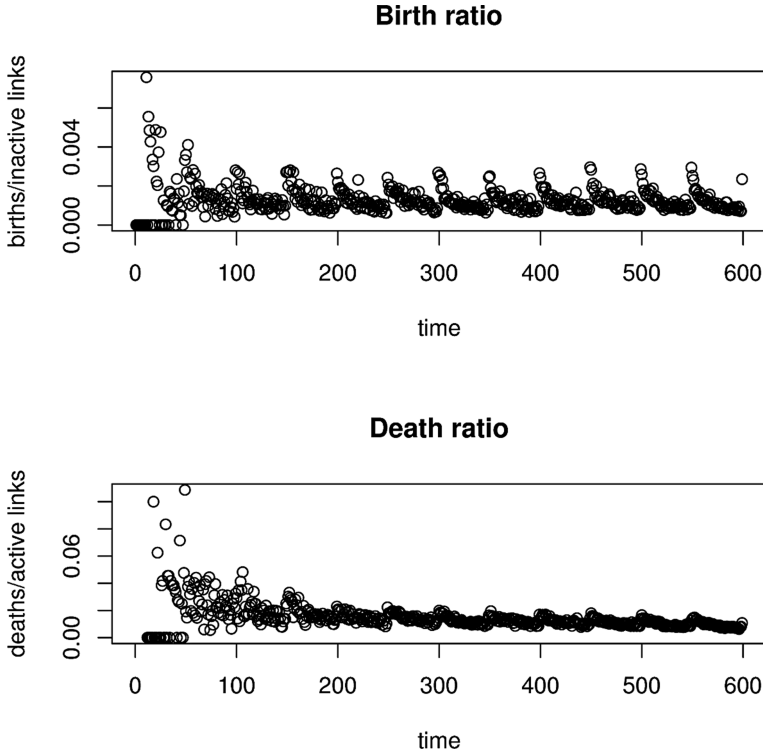 Birth ratio
births/inactive links
0.004
0.000
0 100 200 300 400 500 600
time
Death ratio
deaths/active links
0.06
0.00
0 100 200 300 400 500 600
time